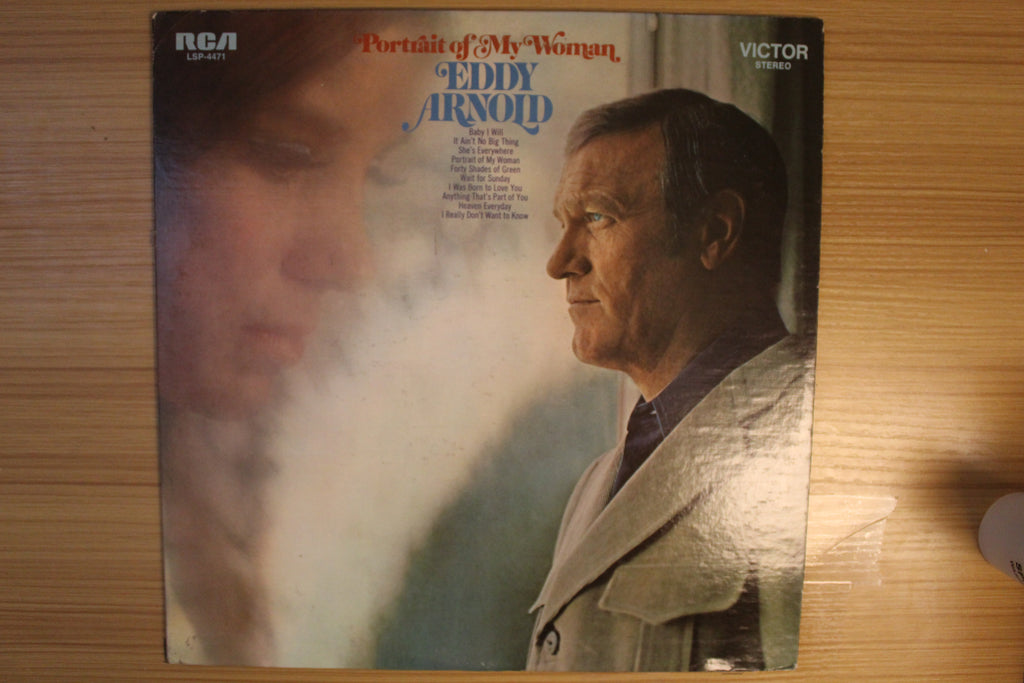 RCA
LSP-4471
Portrait of My Woman
VICTOR
STEREO
EDDY
ARNOLD
Baby I Will
It Ain't No Big Thing
She's Everywhere
Portrait of My Woman
Forty Shades of Green
Wait for Sunday
I Was Born to Love You
Anything That's Part of You
Heaven Everyday
I Really Don't Want to Know